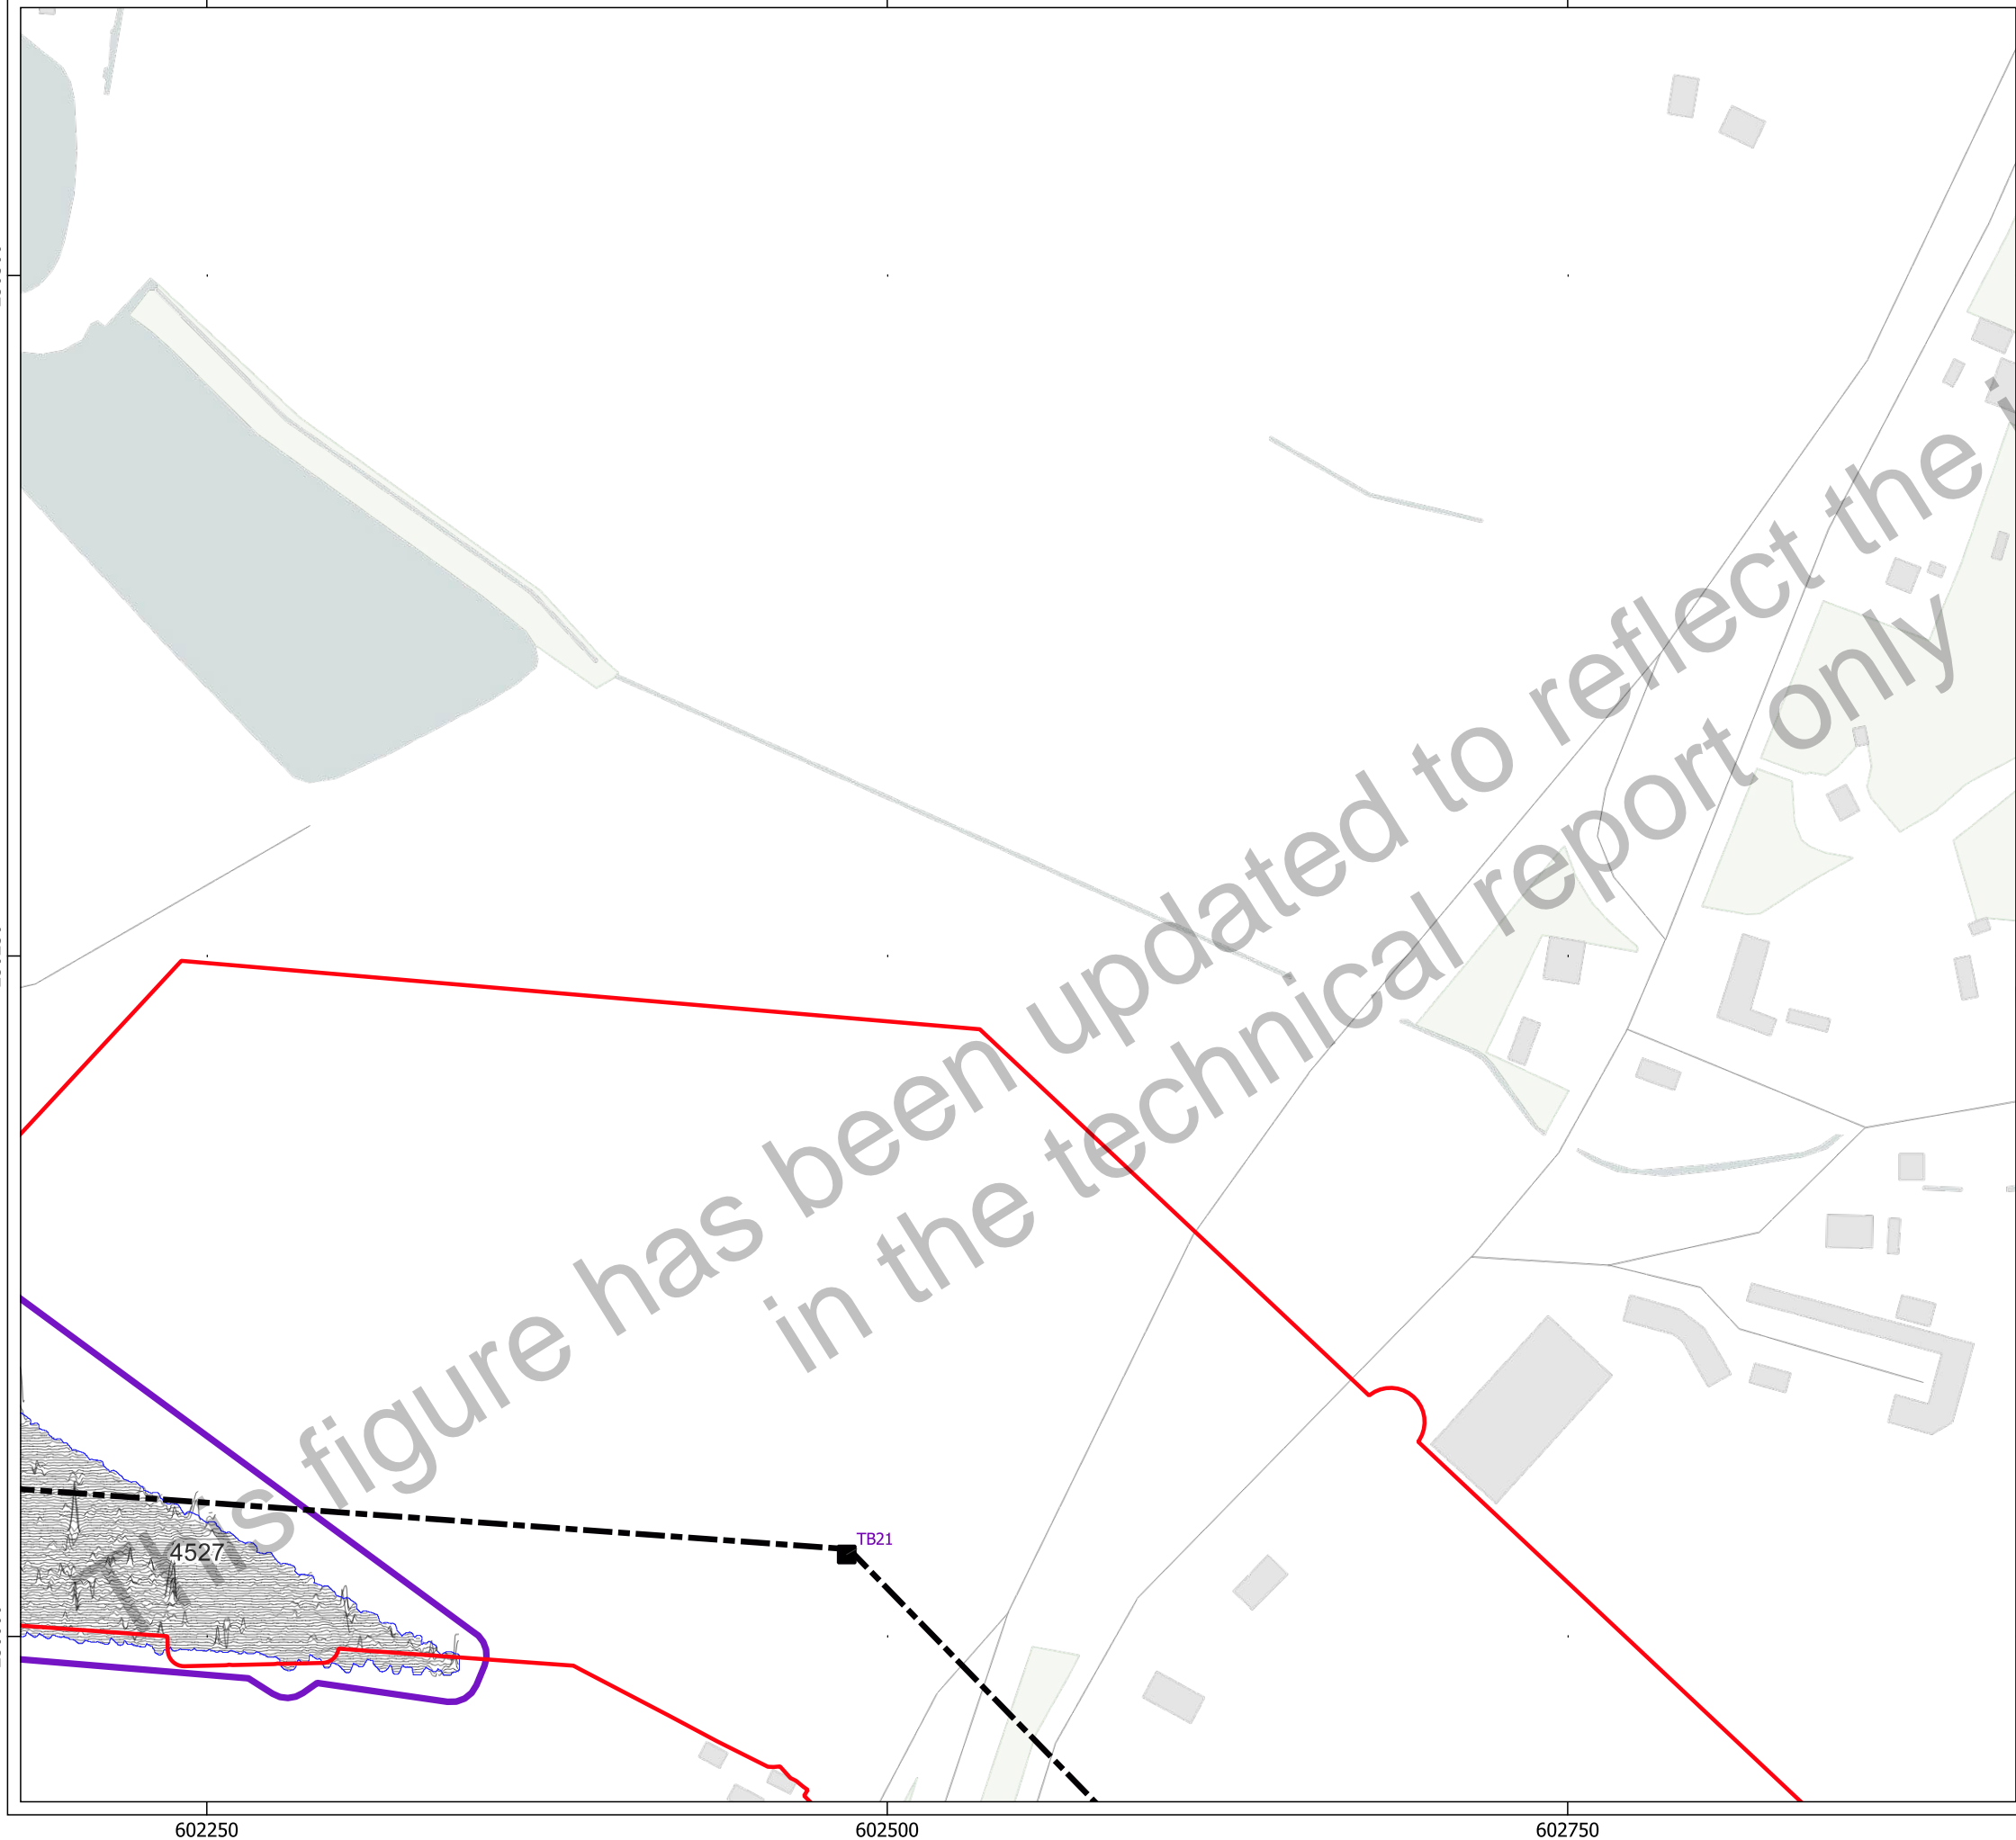 This figure has been updated to reflect the
in the technical report only
4527
TB21
602250
602500
602750